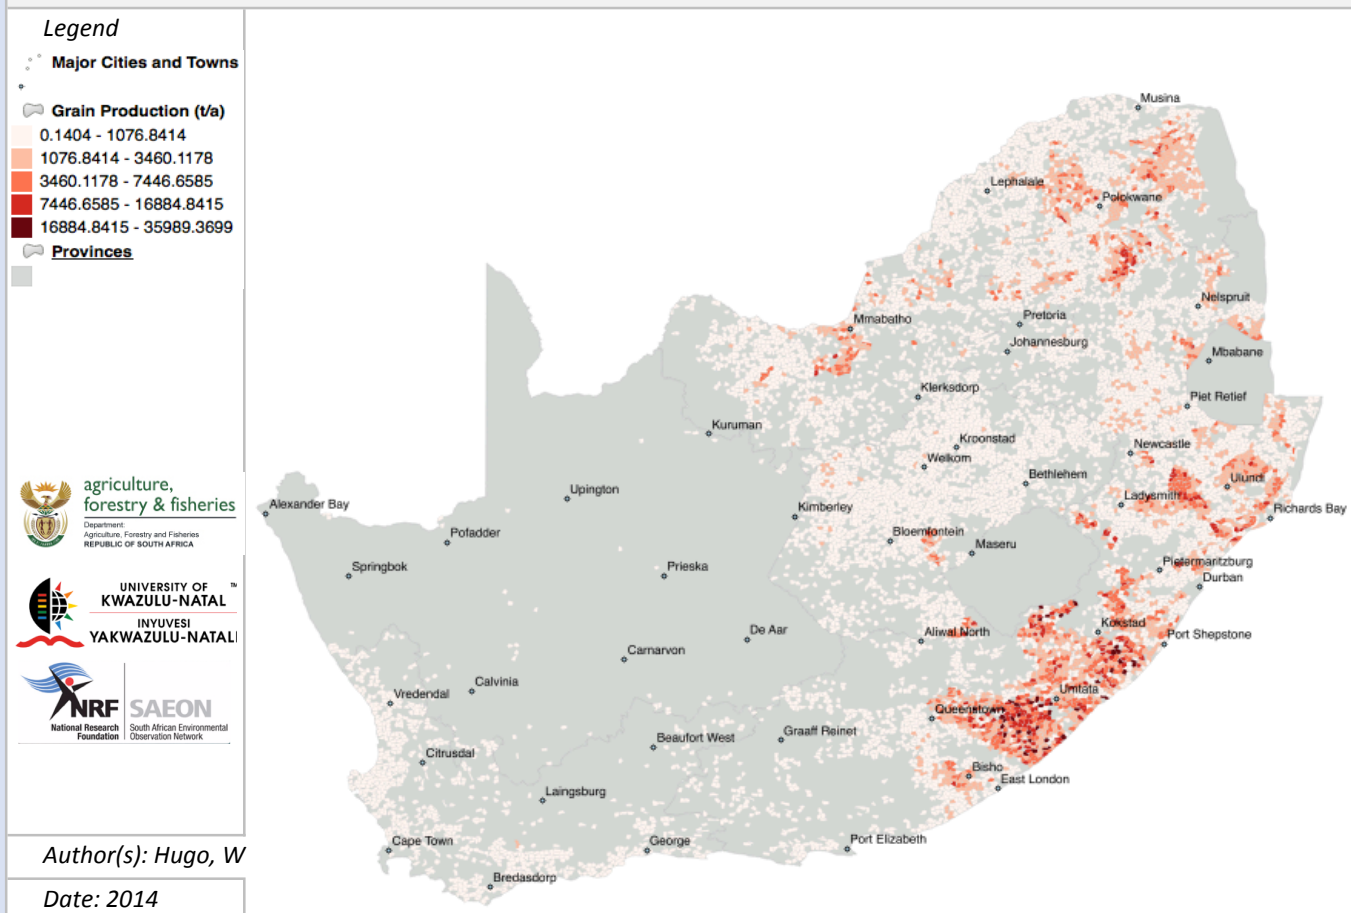 Legend
Major Cities and Towns
Grain Production (t/a)
0.1404 - 1076.8414
1076.8414 - 3460.1178
3460.1178 - 7446.6585
7446.6585 - 16884.8415
16884.8415 - 35989.3699
Provinces
agriculture,
forestry & fisheries
Department:
Agriculture, Forestry and Fisheries
REPUBLIC OF SOUTH AFRICA
UNIVERSITY OF ™
KWAZULU-NATAL
INYUVESI
YAKWAZULU-NATALI
NRF SAEON
National Research Foundation
South African Environmental Observation Network
Author(s): Hugo, W
Date: 2014
Musina
Lephalale
Polokwane
Nelspruit
Mmabatho
Pretoria
Johannesburg
Mbabane
Klerksdorp
Piet Retief
Kuruman
Kroonstad
Newcastle
Welkom
Bethlehem
Ulundi
Upington
Ladysmith
Alexander Bay
Kimberley
Richards Bay
Pofadder
Bloemfontein
Maseru
Springbok
Prieska
Pietermaritzburg
Durban
De Aar
Aliwal North
Kokstad
Port Shepstone
Carnarvon
Calvinia
Vredendal
Umtata
Queenstown
Beaufort West
Graaff Reinet
Citrusdal
Bisho
East London
Laingsburg
Cape Town
George
Port Elizabeth
Bredasdorp